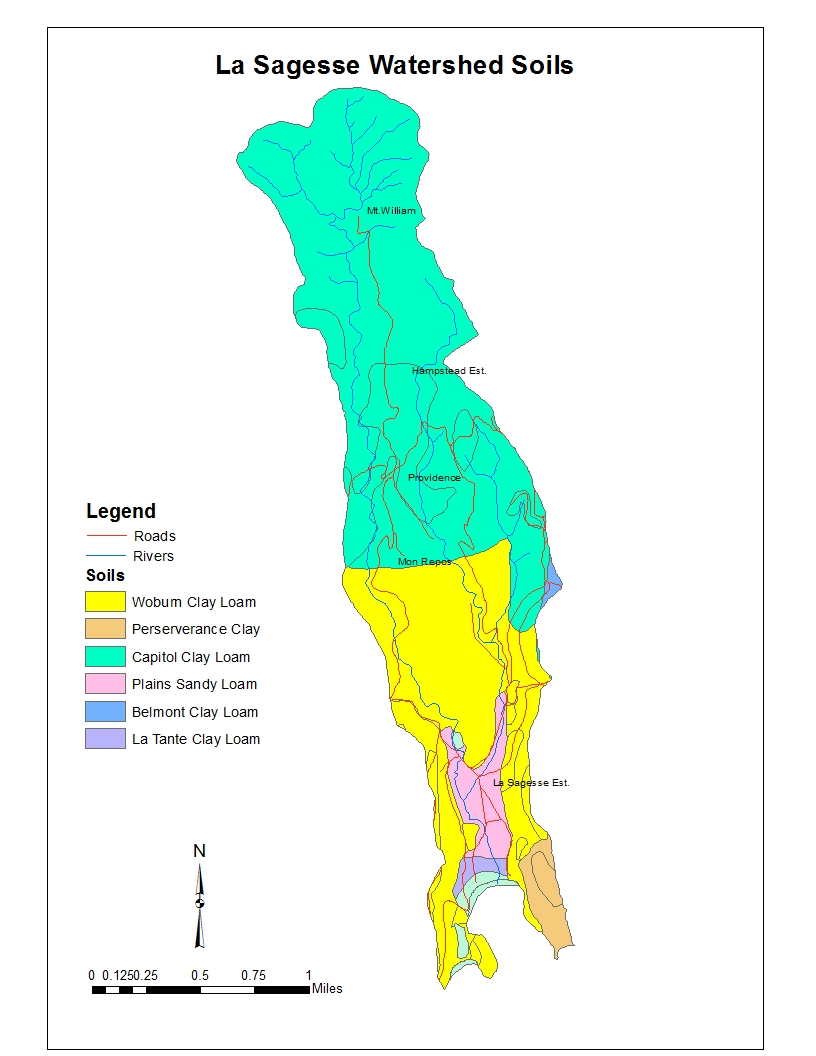 La Sagesse Watershed Soils
Mt.William
Hampstead Est.
Providence
Mon Repos
La Sagesse Est.
Legend
Roads
Rivers
Soils
Woburn Clay Loam
Perserverance Clay
Capitol Clay Loam
Plains Sandy Loam
Belmont Clay Loam
La Tante Clay Loam
N
0 0.1250.25 0.5 0.75 1
Miles